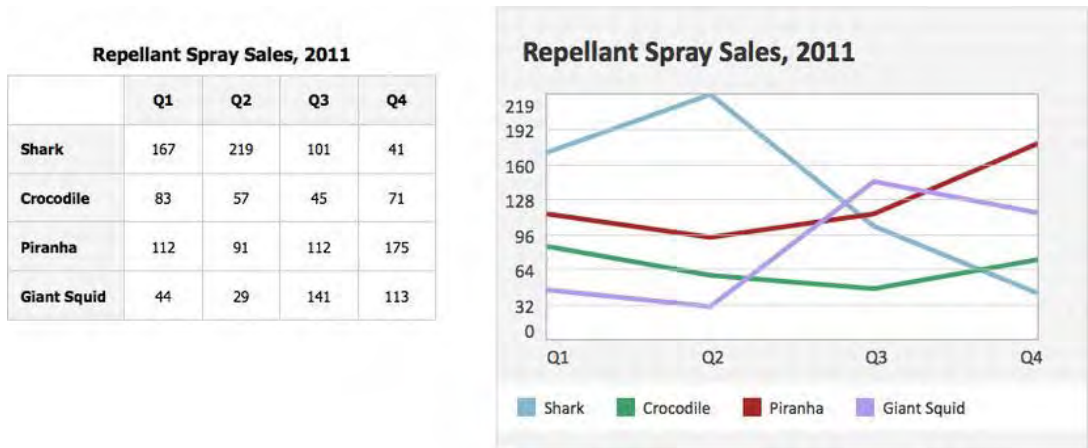 Repellant Spray Sales, 2011
Q1 Q2 Q3 Q4
Shark 167 219 101 41
Crocodile 83 57 45 71
Piranha 112 91 112 175
Giant Squid 44 29 141 113
Repellant Spray Sales, 2011
219
192
160
128
96
64
32
0
Q1 Q2 Q3 Q4
Shark Crocodile Piranha Giant Squid